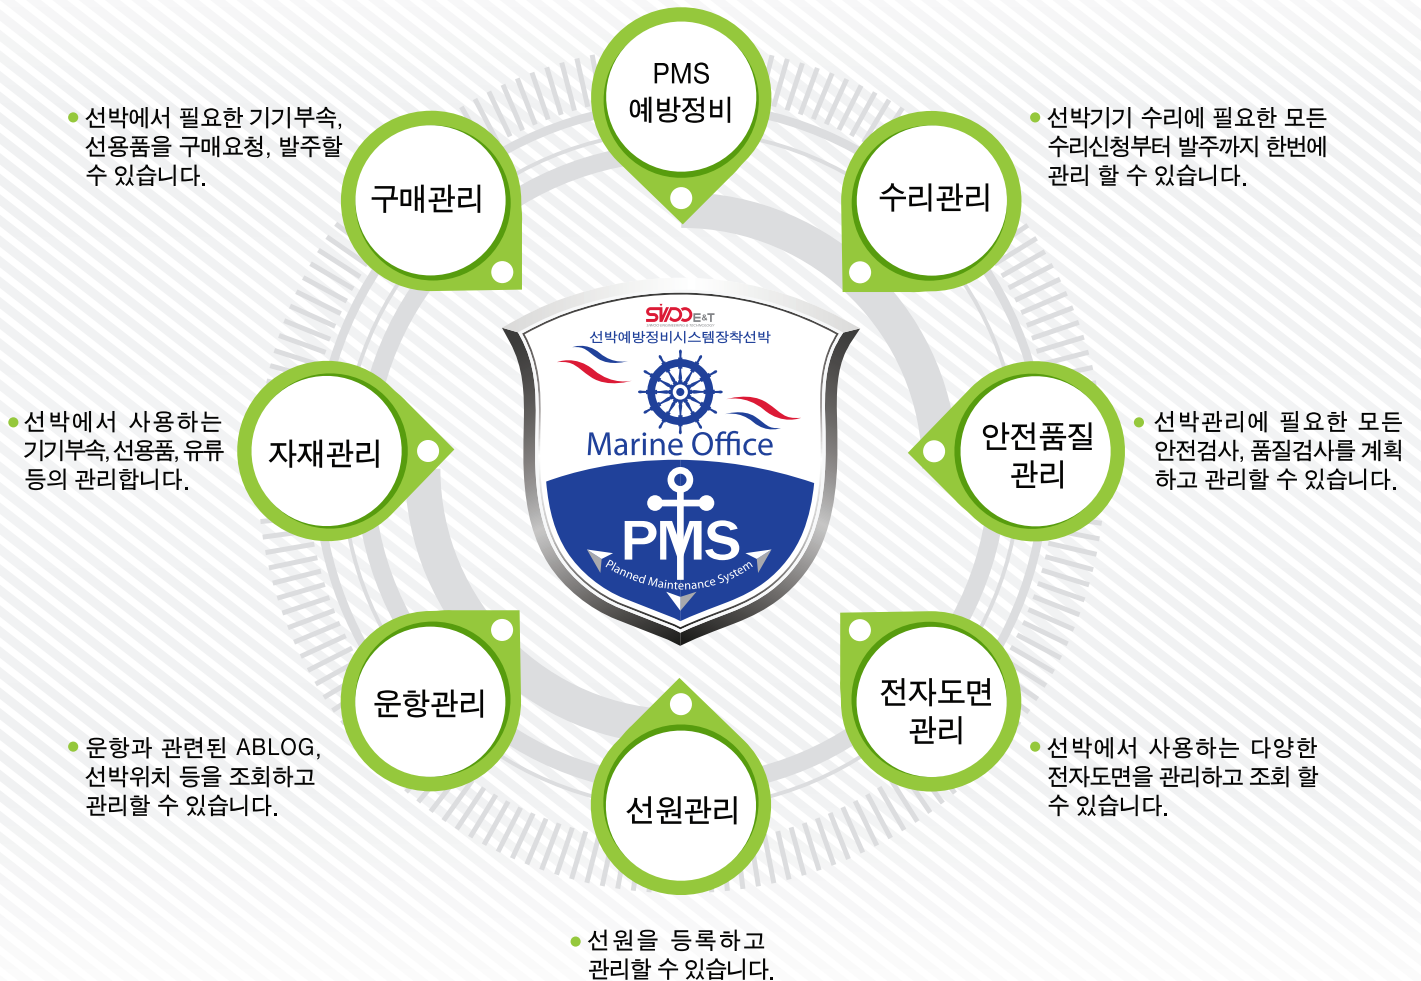 PMS
예방정비
선박에서 필요한 기기부속,
선용품을 구매요청, 발주할
수 있습니다.
구매관리
수리관리
선박기기 수리에 필요한 모든
수리신청부터 발주까지 한번에
관리 할 수 있습니다.
E&T
선박예방정비시스템장착선박
Marine Office
PMS
Planned Maintenance System
선박에서 사용하는
기기부속, 선용품, 유류
등의 관리합니다.
자재관리
안전품질
관리
선박관리에 필요한 모든
안전검사, 품질검사를 계획
하고 관리할 수 있습니다.
운항과 관련된 ABLOG,
선박위치 등을 조회하고
관리할 수 있습니다.
운항관리
전자도면
관리
선박에서 사용하는 다양한
전자도면을 관리하고 조회 할
수 있습니다.
선원관리
선원을 등록하고
관리할 수 있습니다.